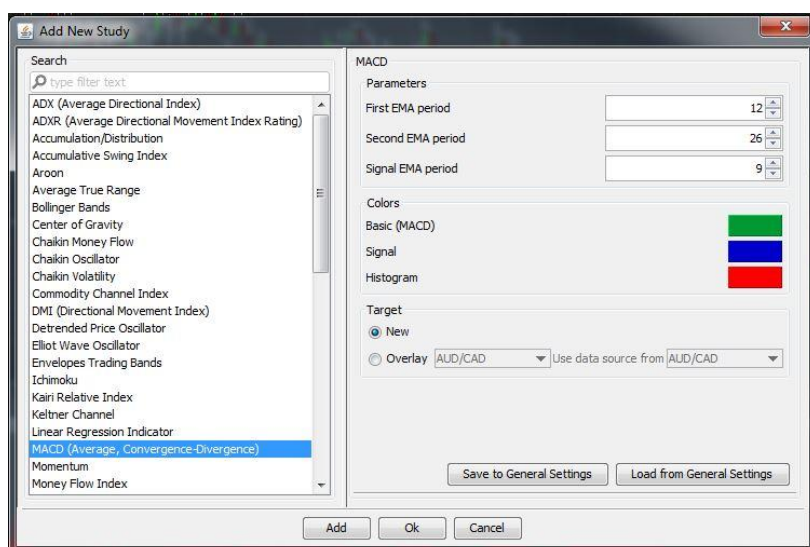 Add New Study
Search
type filter text
ADX (Average Directional Index)
ADXR (Average Directional Movement Index Rating)
Accumulation/Distribution
Accumulative Swing Index
Aroon
Average True Range
Bollinger Bands
Center of Gravity
Chaikin Money Flow
Chaikin Oscillator
Chaikin Volatility
Commodity Channel Index
DMI (Directional Movement Index)
Detrended Price Oscillator
Elliot Wave Oscillator
Envelopes Trading Bands
Ichimoku
Kairi Relative Index
Keltner Channel
Linear Regression Indicator
MACD (Average, Convergence-Divergence)
Momentum
Money Flow Index
MACD
Parameters
First EMA period 12
Second EMA period 26
Signal EMA period 9
Colors
Basic (MACD)
Signal
Histogram
Target
New
Overlay AUD/CAD Use data source from AUD/CAD
Save to General Settings Load from General Settings
Add Ok Cancel